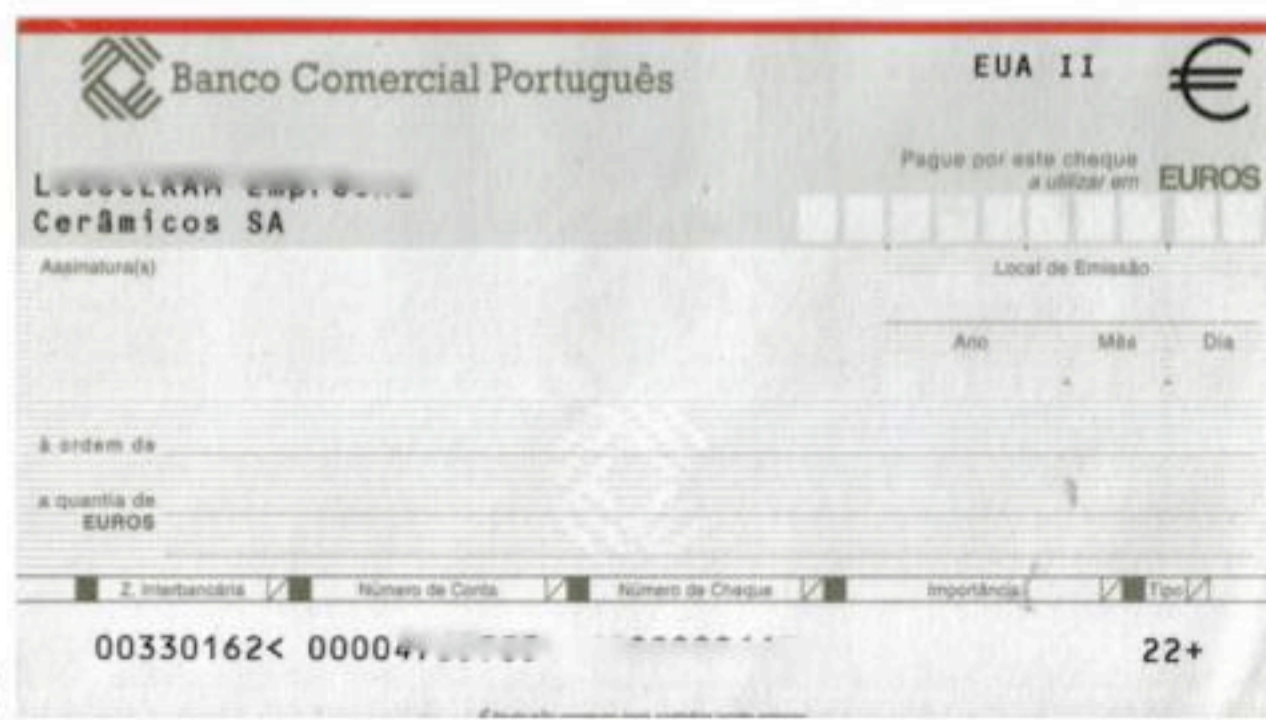 Banco Comercial Português
EUA II
€
Pague por este cheque
a utilizar em
EUROS
Cerâmicos SA
Assinatura(s)
Local de Emissão
Ano Mês Dia
à ordem de
a quantia de
EUROS
Z. Interbancária Número de Conta Número de Cheque Importância Tipo
00330162< 22+